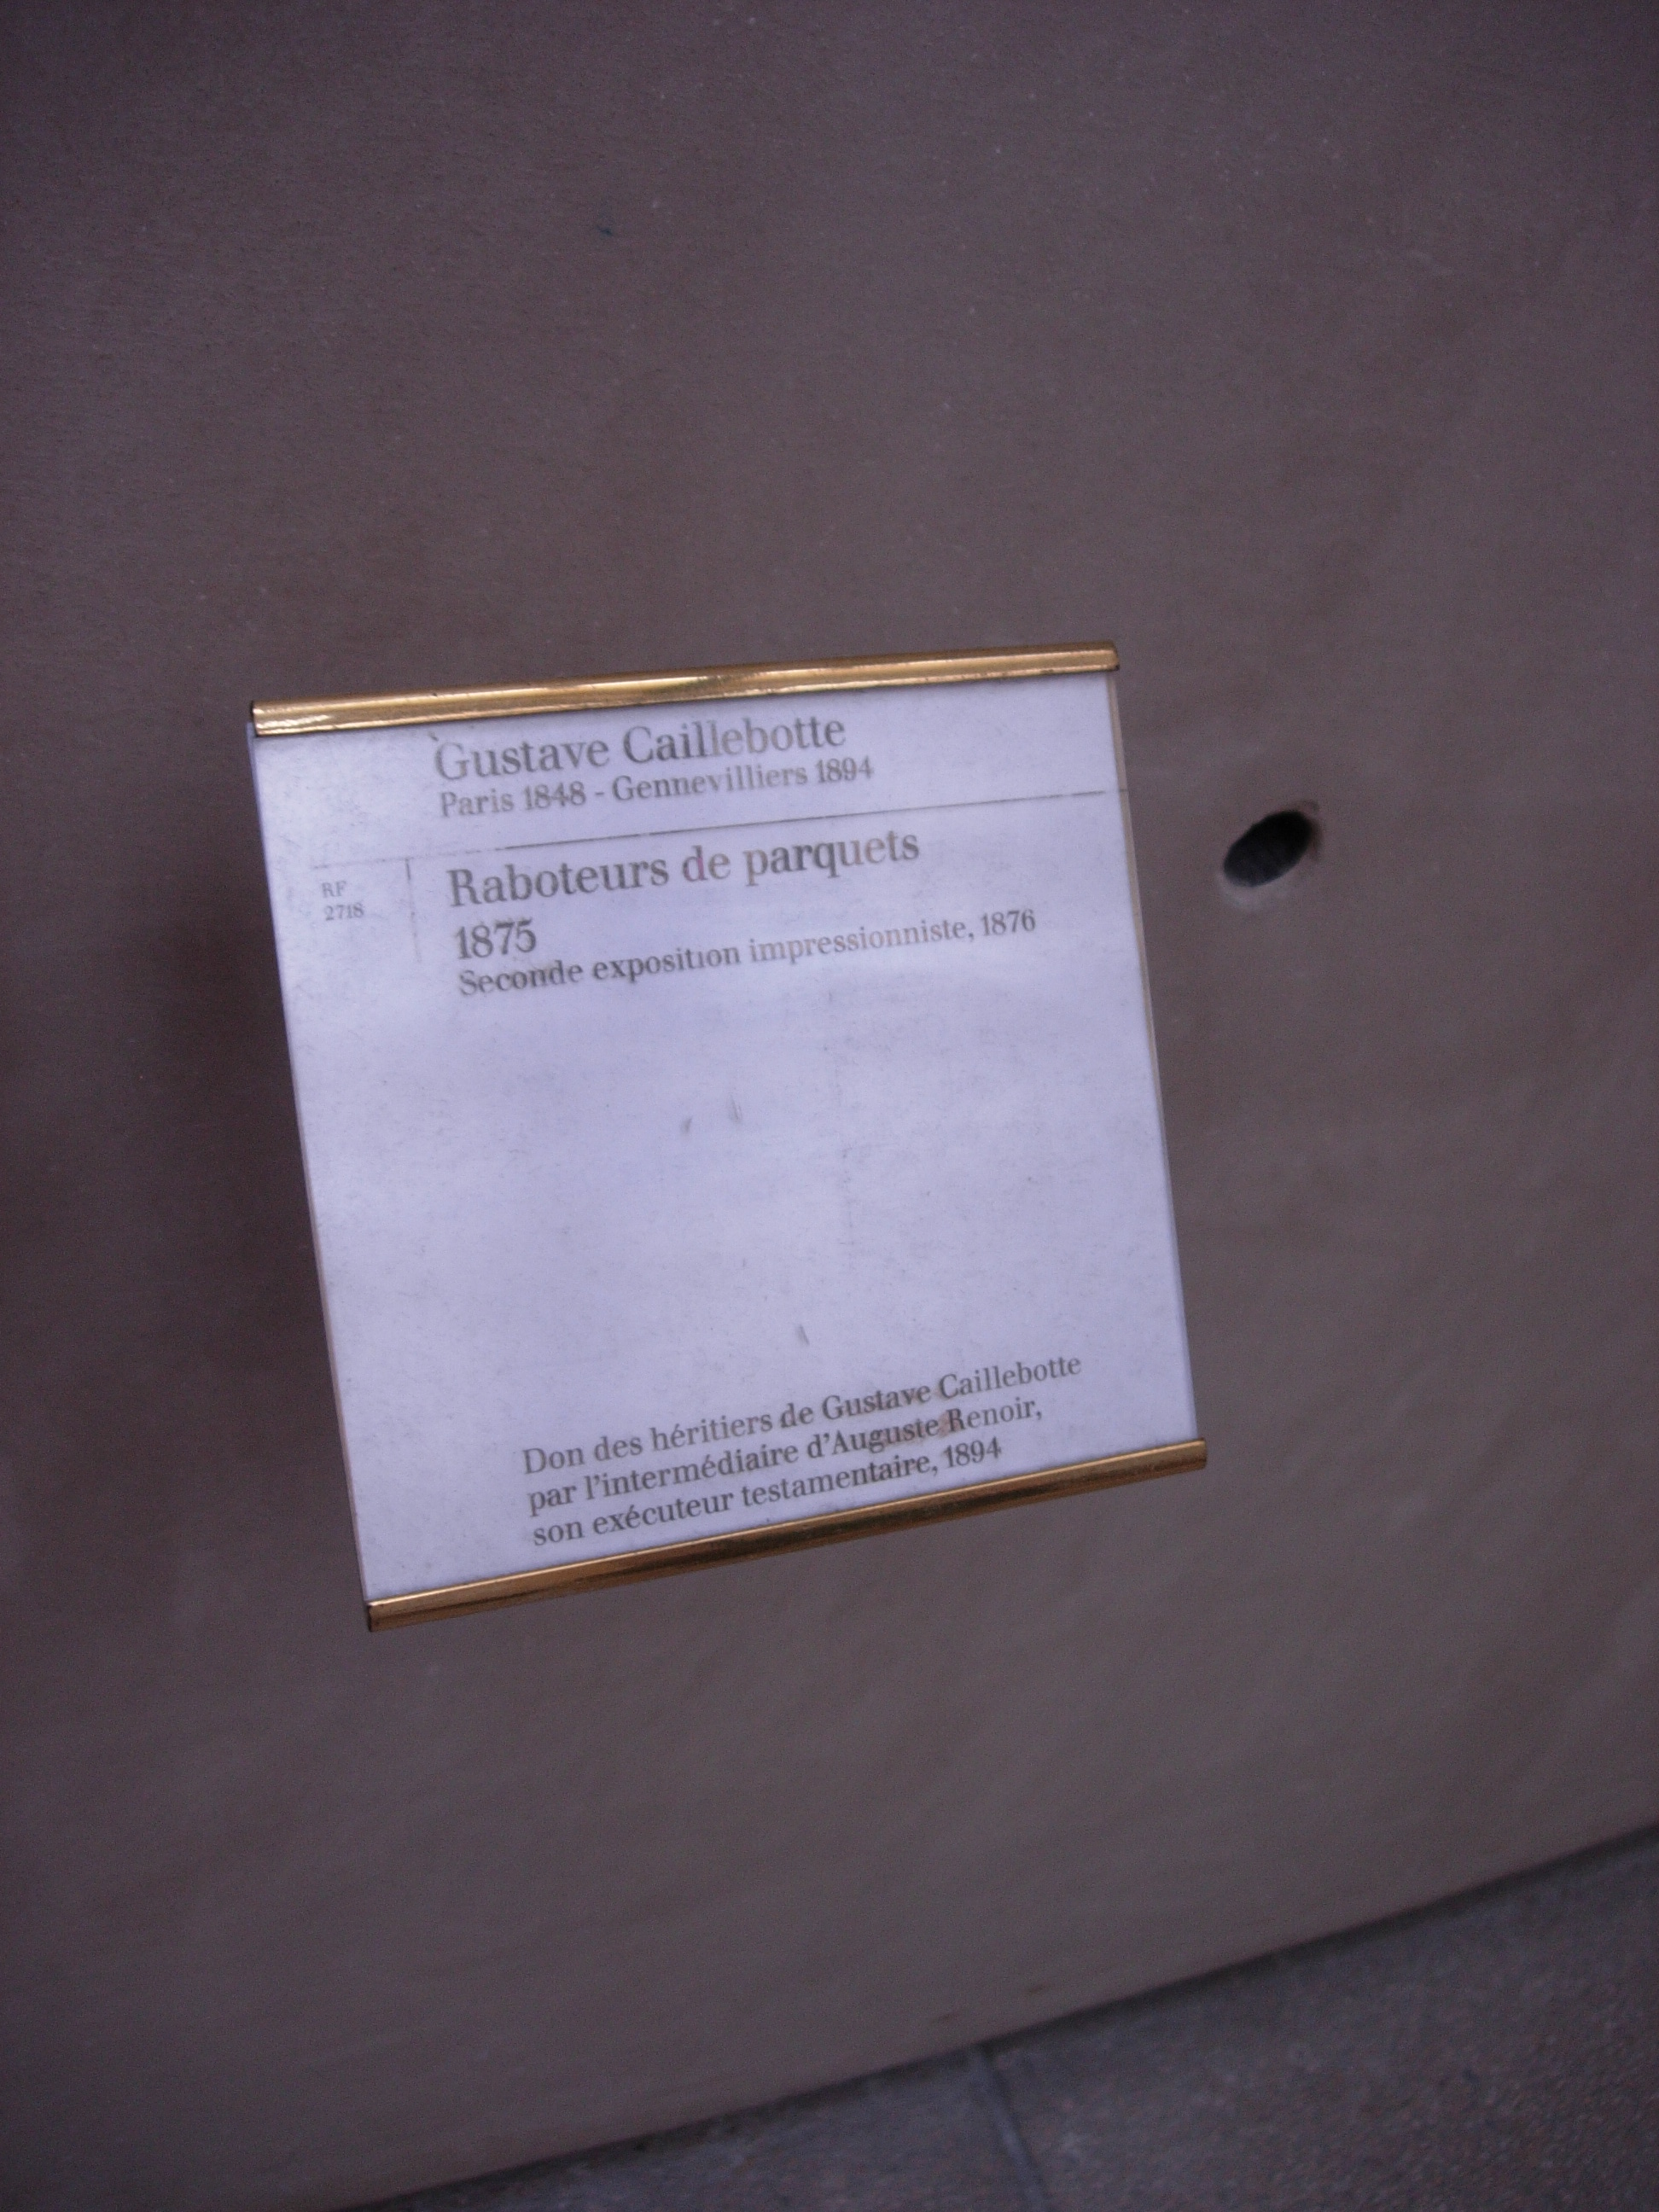 Gustave Caillebotte
Paris 1848 - Gennevilliers 1894
RF
2718
Raboteurs de parquets
1875
Seconde exposition impressionniste, 1876
Don des héritiers de Gustave Caillebotte
par l'intermédiaire d'Auguste Renoir,
son exécuteur testamentaire, 1894